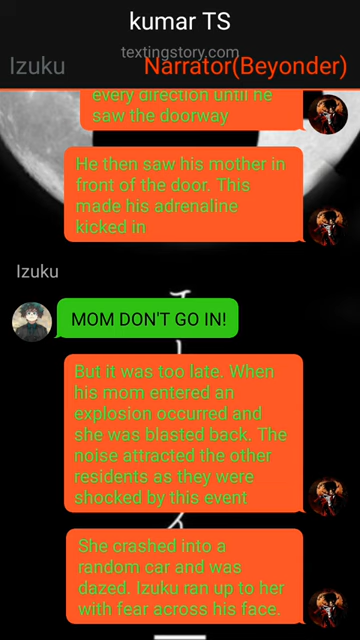 kumar TS
textingstory.com
Izuku
Narrator(Beyonder)
every direction until he
saw the doorway
He then saw his mother in
front of the door. This
made his adrenaline
kicked in
Izuku
MOM DON'T GO IN!
But it was too late. When
his mom entered an
explosion occurred and
she was blasted back. The
noise attracted the other
residents as they were
shocked by this event
She crashed into a
random car and was
dazed. Izuku ran up to her
with fear across his face.